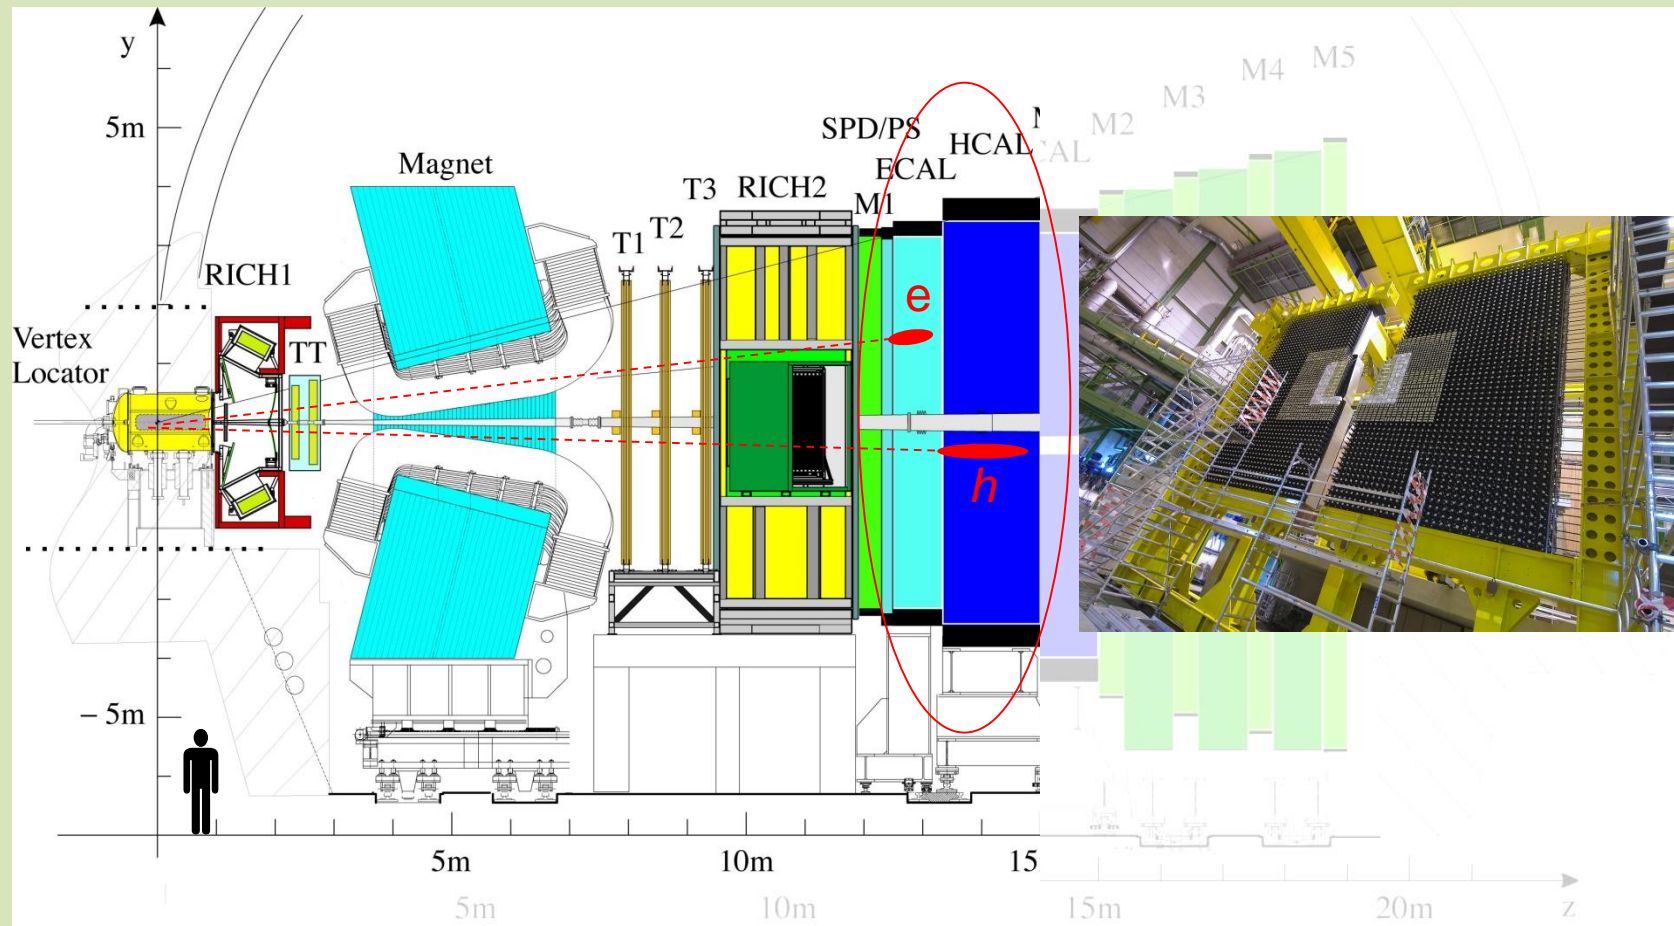 y
5m
Magnet
RICH1
Vertex
Locator
TT
T1
T2
T3
RICH2
SPD/PS
M1
ECAL
HCAL
M2
M3
M4
M5
e
h
– 5m
5m
10m
15
5m
10m
15m
20m
z